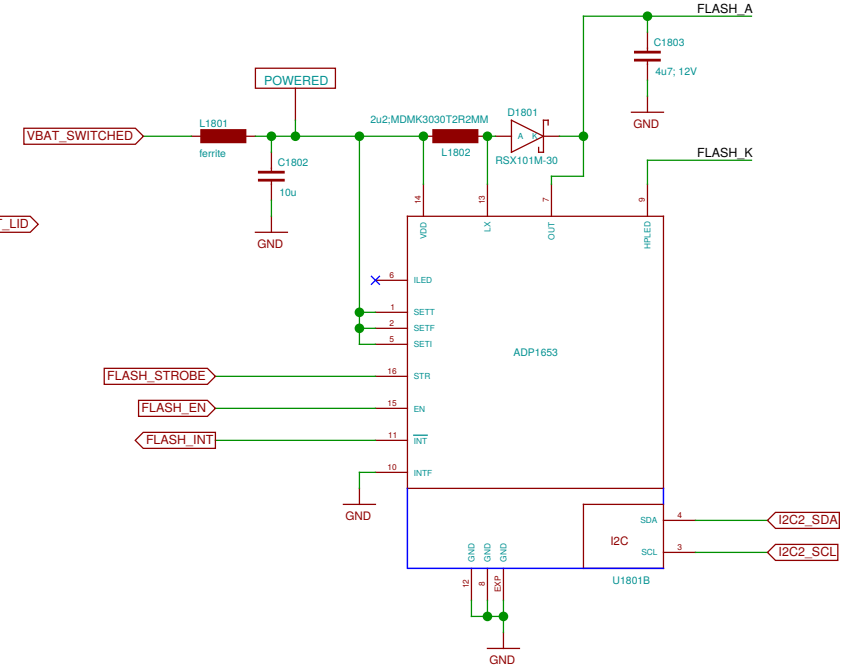 FLASH_A
C1803
4u7; 12V
GND
POWERED
VBAT_SWITCHED
L1801
ferrite
C1802
10u
GND
2u2;MDMK3030T2R2MM
L1802
D1801
A K
RSX101M-30
FLASH_K
T_LID
14
13
7
9
VDD
LX
OUT
HPLED
6
ILED
1
SETT
2
SETF
5
SETI
ADP1653
FLASH_STROBE
16
STR
FLASH_EN
15
EN
FLASH_INT
11
INT
10
INTF
GND
I2C
SDA
4
I2C2_SDA
SCL
3
I2C2_SCL
GND
GND
GND
12
8
EXP
U1801B
GND